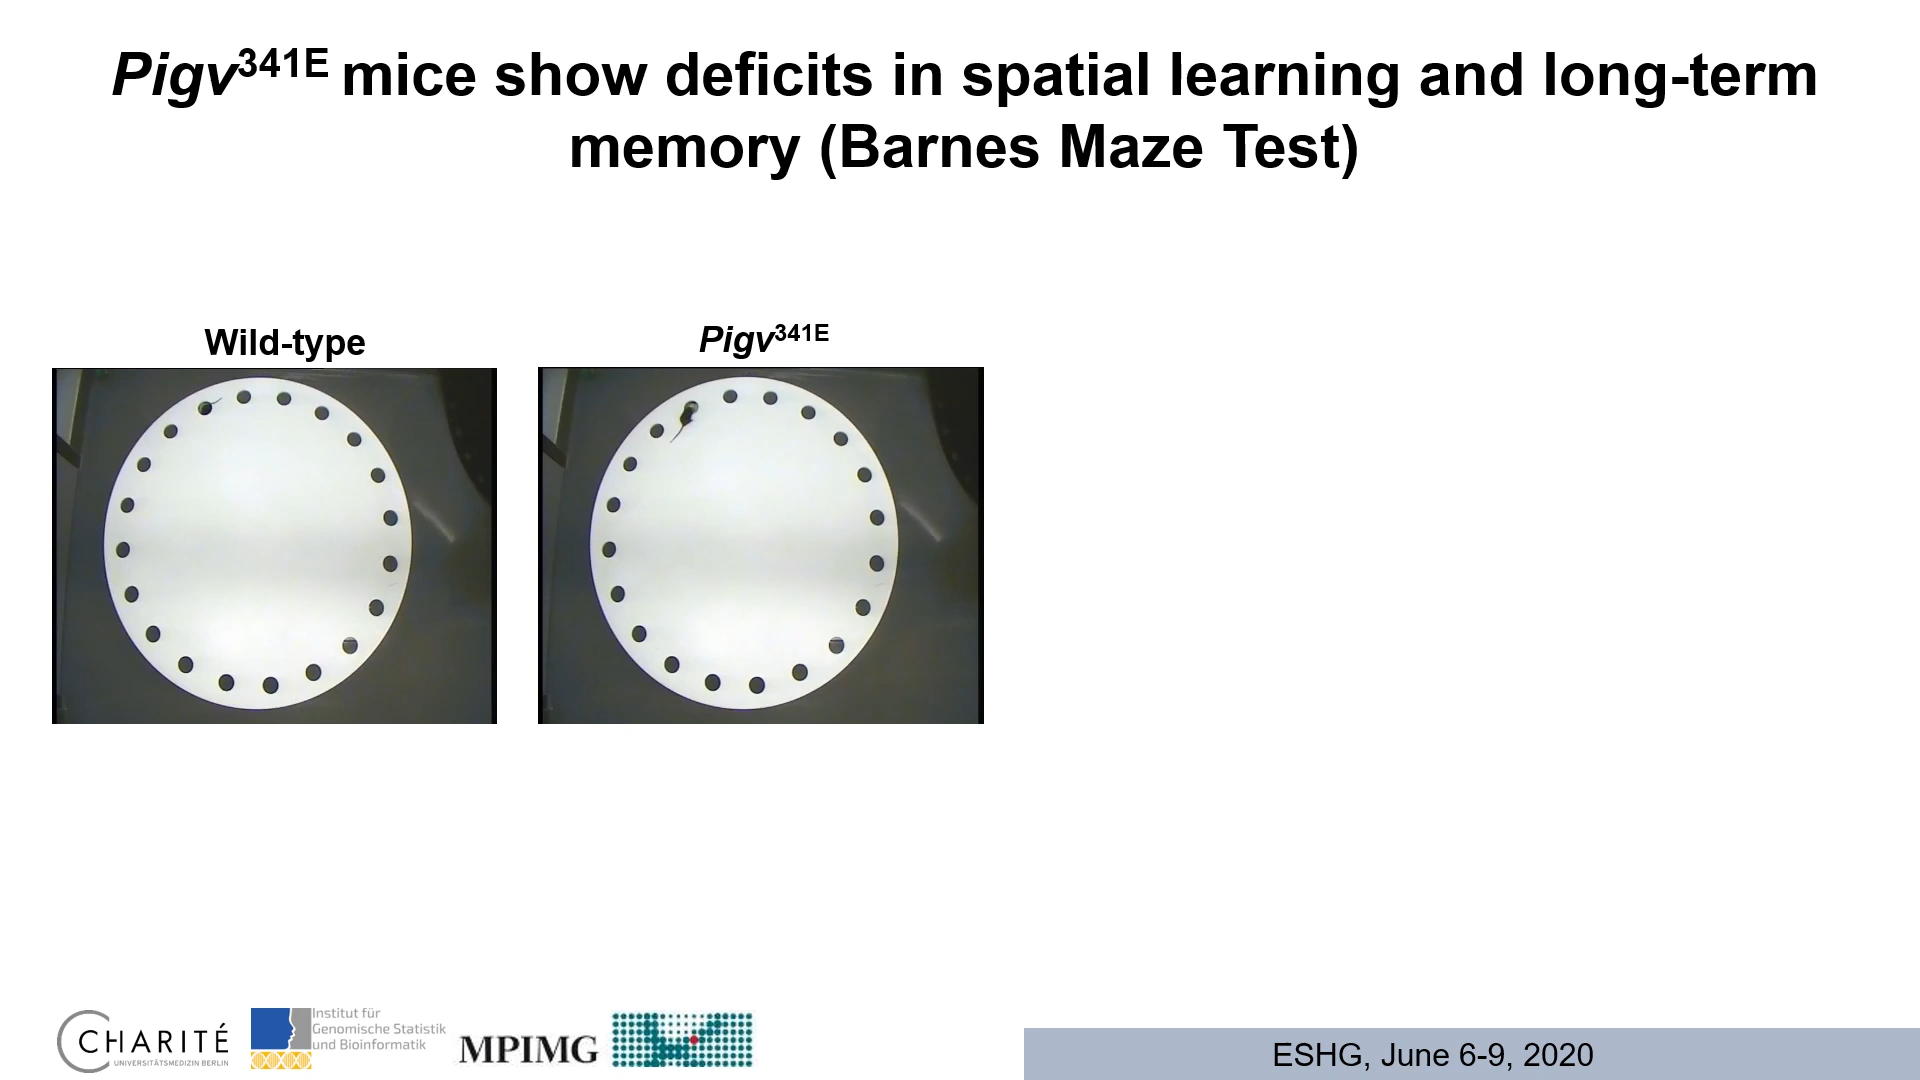 Pigv341E mice show deficits in spatial learning and long-term
memory (Barnes Maze Test)
Wild-type
Pigv341E
CHARITÉ
UNIVERSITÄTSMEDIZIN BERLIN
Institut für
Genomische Statistik
und Bioinformatik
MPIMG
ESHG, June 6-9, 2020